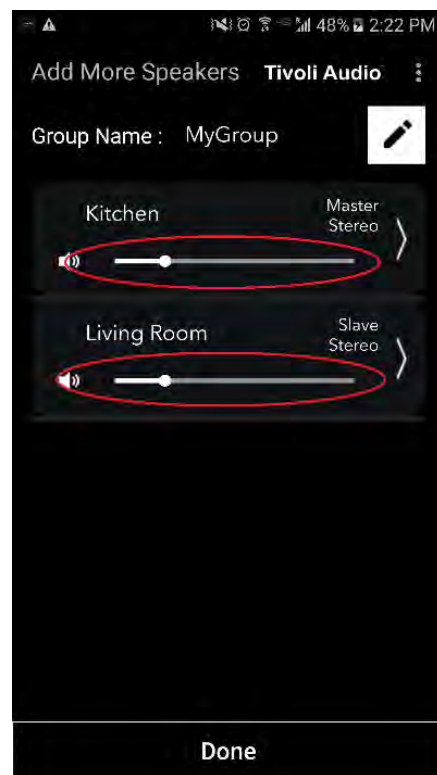 48% 2:22 PM
Add More Speakers Tivoli Audio
Group Name : MyGroup
Kitchen
Master
Stereo
Living Room
Slave
Stereo
Done